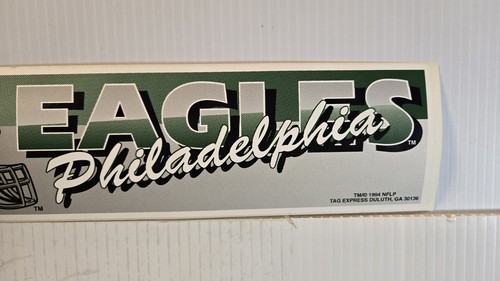 EAGLES
TM
Philadelphia
TM
TM/© 1994 NFLP
TAG EXPRESS DULUTH, GA 30136